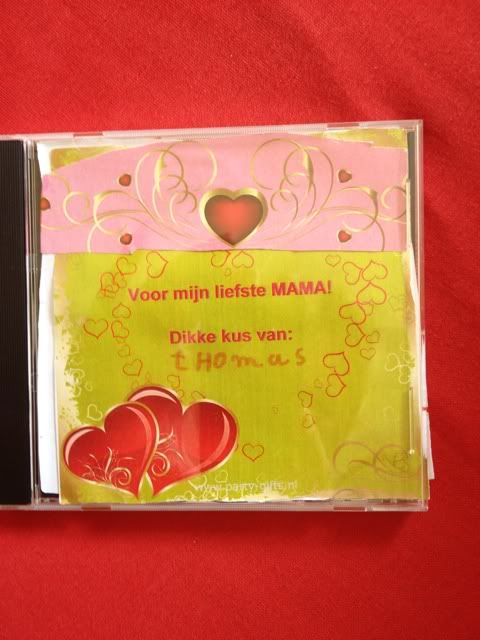 Voor mijn liefste MAMA!
Dikke kus van:
tHomas
www.party-gifts.nl